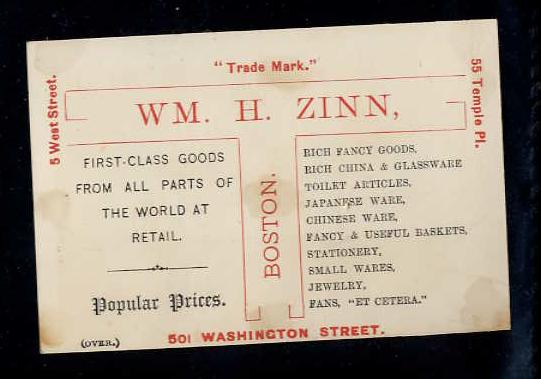 "Trade Mark."
5 West Street.
55 Temple Pl.
WM. H. ZINN,
BOSTON.
FIRST-CLASS GOODS
FROM ALL PARTS OF
THE WORLD AT
RETAIL.
Popular Prices.
(OVER.)
RICH FANCY GOODS,
RICH CHINA & GLASSWARE
TOILET ARTICLES,
JAPANESE WARE,
CHINESE WARE,
FANCY & USEFUL BASKETS,
STATIONERY,
SMALL WARES,
JEWELRY,
FANS, "ET CETERA."
501 WASHINGTON STREET.